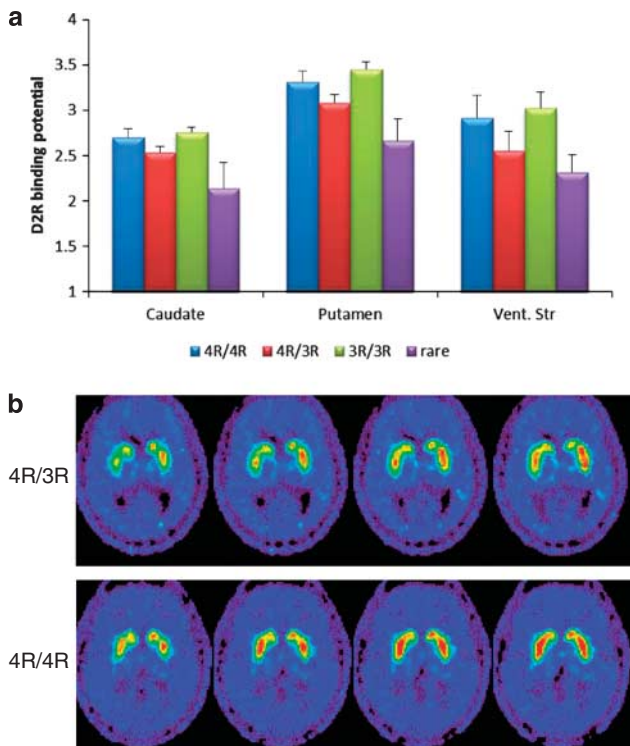 a
D2R binding potential
4
3.5
3
2.5
2
1.5
1
Caudate Putamen Vent. Str
4R/4R 4R/3R 3R/3R rare
b
4R/3R
4R/4R